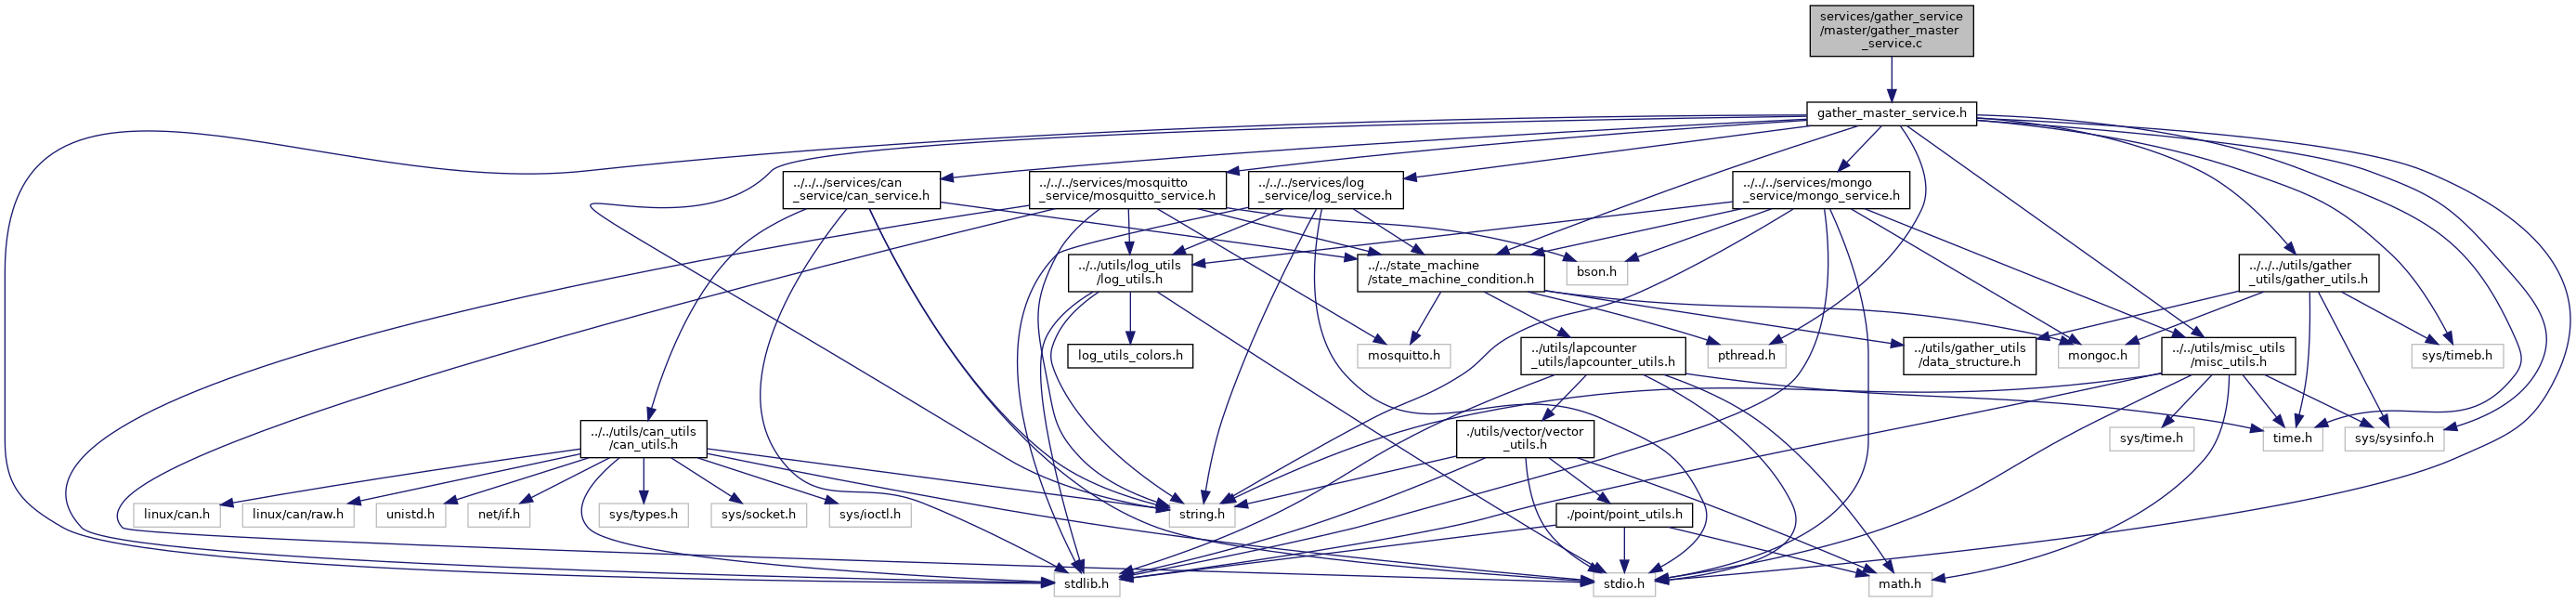 services/gather_service
/master/gather_master
_service.c
gather_master_service.h
../../../services/can
_service/can_service.h
../../../services/mosquitto
_service/mosquitto_service.h
../../../services/log
_service/log_service.h
../../../services/mongo
_service/mongo_service.h
../../utils/log_utils
/log_utils.h
../../state_machine
/state_machine_condition.h
bson.h
../../../utils/gather
_utils/gather_utils.h
log_utils_colors.h
mosquitto.h
../utils/lapcounter
_utils/lapcounter_utils.h
pthread.h
../utils/gather_utils
/data_structure.h
mongoc.h
../../utils/misc_utils
/misc_utils.h
sys/timeb.h
../../utils/can_utils
/can_utils.h
./utils/vector/vector
_utils.h
sys/time.h
time.h
sys/sysinfo.h
linux/can.h
linux/can/raw.h
unistd.h
net/if.h
sys/types.h
sys/socket.h
sys/ioctl.h
string.h
./point/point_utils.h
stdlib.h
stdio.h
math.h